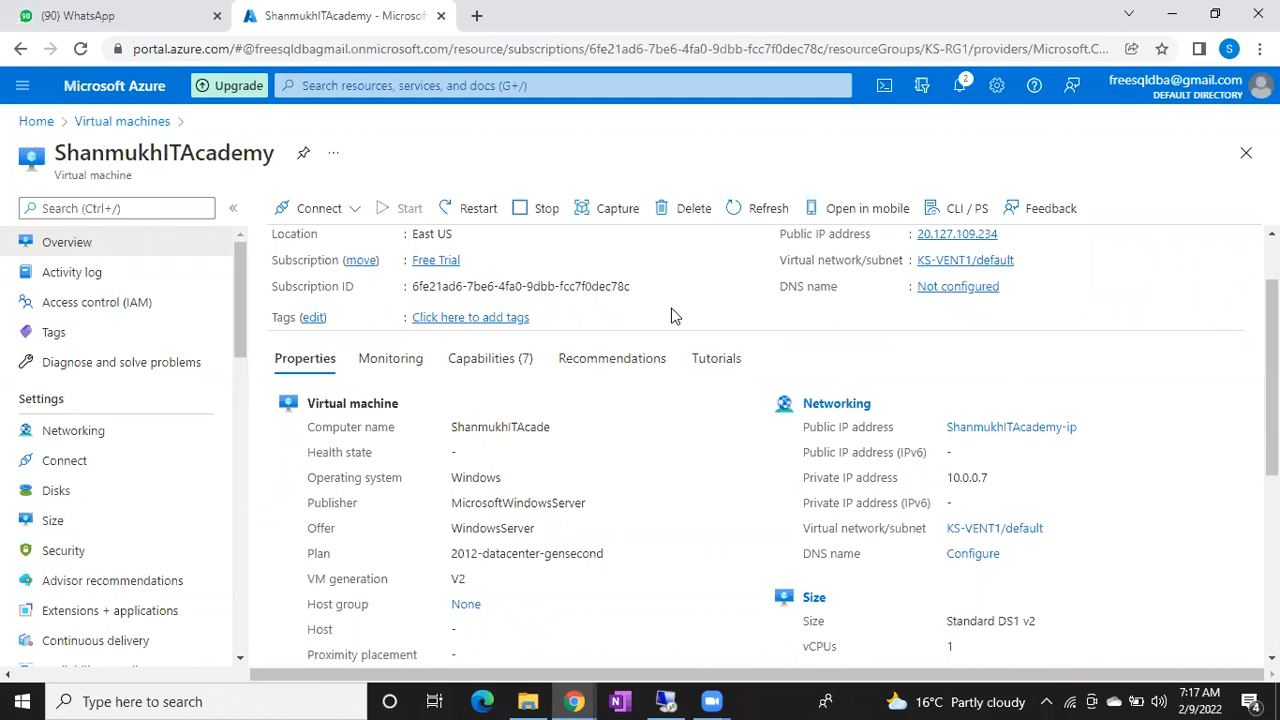 (90) WhatsApp
ShanmukhITAcademy - Microsof
portal.azure.com/#@freesqldbagmail.onmicrosoft.com/resource/subscriptions/6fe21ad6-7be6-4fa0-9dbb-fcc7f0dec78c/resourceGroups/KS-RG1/providers/Microsoft.C...
S
Microsoft Azure
Upgrade
Search resources, services, and docs (G+/)
2
freesqldba@gmail.com
DEFAULT DIRECTORY
Home > Virtual machines >
ShanmukhITAcademy
...
Virtual machine
Search (Ctrl+/)
«
Connect
Start
Restart
Stop
Capture
Delete
Refresh
Open in mobile
CLI / PS
Feedback
Overview
Activity log
Access control (IAM)
Tags
Diagnose and solve problems
Settings
Networking
Connect
Disks
Size
Security
Advisor recommendations
Extensions + applications
Continuous delivery
Location : East US
Subscription (move) : Free Trial
Subscription ID : 6fe21ad6-7be6-4fa0-9dbb-fcc7f0dec78c
Tags (edit) : Click here to add tags
Public IP address : 20.127.109.234
Virtual network/subnet : KS-VENT1/default
DNS name : Not configured
Properties
Monitoring
Capabilities (7)
Recommendations
Tutorials
Virtual machine
Computer name ShanmukhITAcade
Health state -
Operating system Windows
Publisher MicrosoftWindowsServer
Offer WindowsServer
Plan 2012-datacenter-gensecond
VM generation V2
Host group None
Host -
Proximity placement -
Networking
Public IP address ShanmukhITAcademy-ip
Public IP address (IPv6) -
Private IP address 10.0.0.7
Private IP address (IPv6) -
Virtual network/subnet KS-VENT1/default
DNS name Configure
Size
Size Standard DS1 v2
vCPUs 1
Type here to search
16°C Partly cloudy
7:17 AM
2/9/2022
4